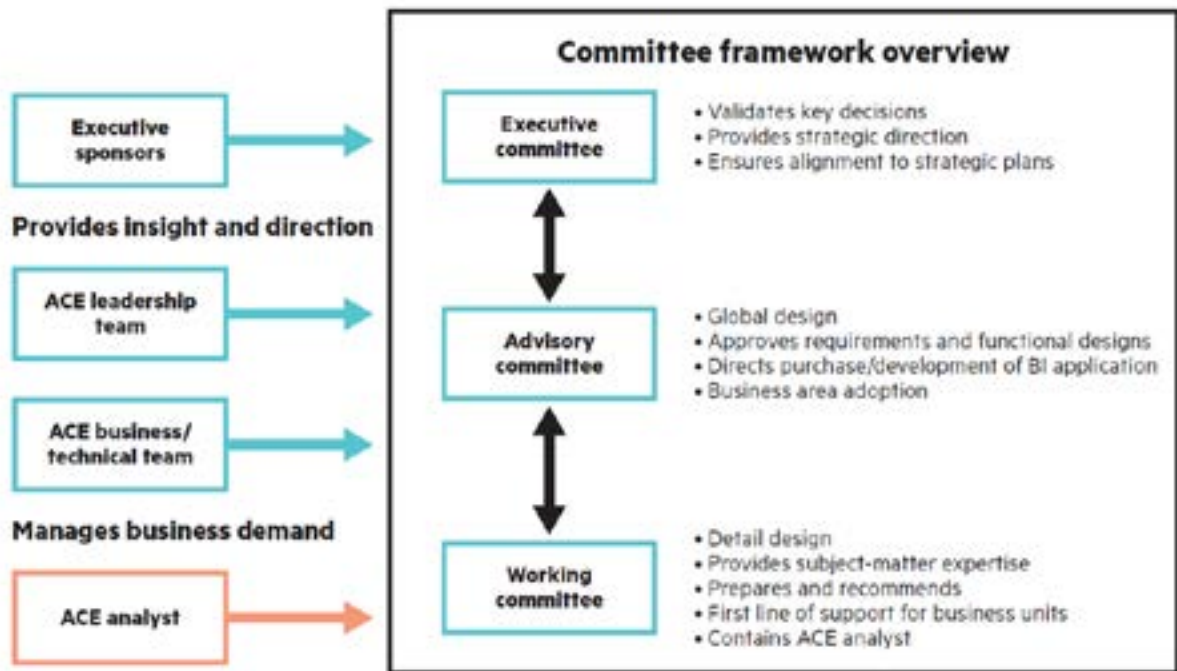 Committee framework overview
Executive
sponsors
Executive
committee
• Validates key decisions
• Provides strategic direction
• Ensures alignment to strategic plans
Provides insight and direction
ACE leadership
team
Advisory
committee
• Global design
• Approves requirements and functional designs
• Directs purchase/development of BI application
• Business area adoption
ACE business/
technical team
Manages business demand
ACE analyst
Working
committee
• Detail design
• Provides subject-matter expertise
• Prepares and recommends
• First line of support for business units
• Contains ACE analyst